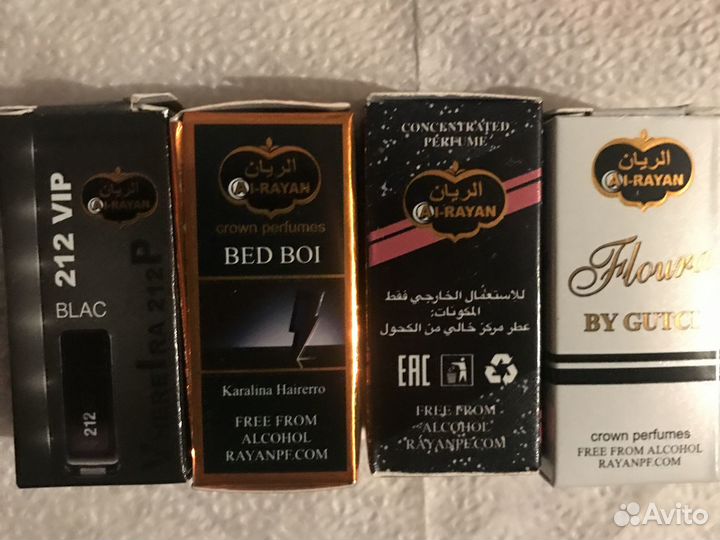 الريان
Al-RAYAN
212 VIP
BLAC
212
الريان
Al-RAYAN
crown perfumes
BED BOI
Karalina Hairerro
FREE FROM
ALCOHOL
RAYANPF.COM
CONCENTRATED
PERFUME
الريان
Al-RAYAN
للاستعمال الخارجي فقط
المكونات:
عطر مركز خالي من الكحول
EAC
FREE FROM
ALCOHOL
RAYANPF.COM
الريان
Al-RAYAN
Floura
BY GUTCI
crown perfumes
FREE FROM ALCOHOL
RAYANPF.COM
Avito